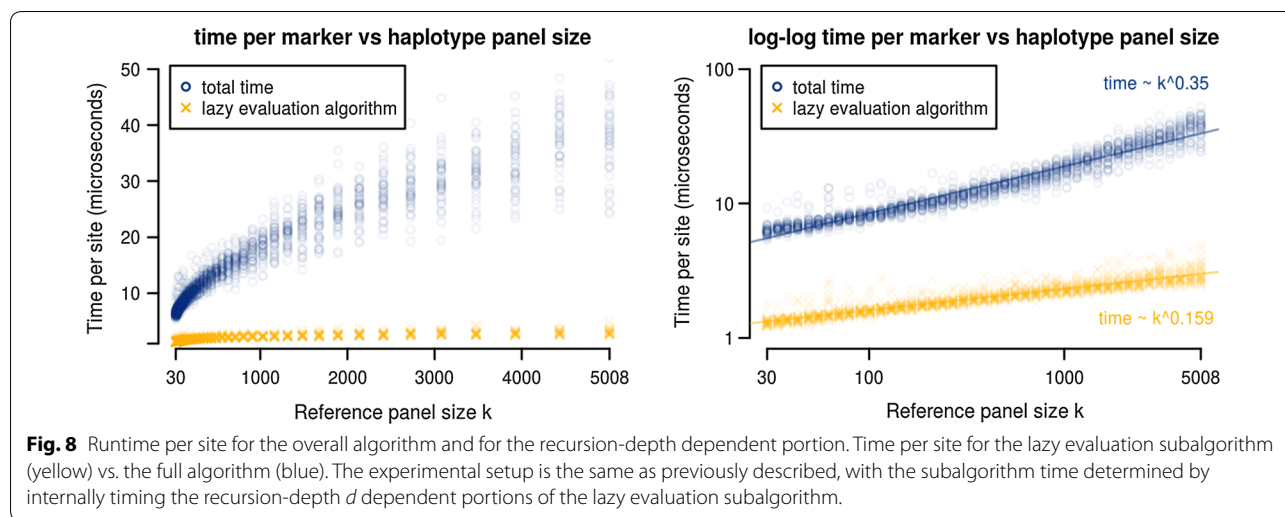 time per marker vs haplotype panel size
50
40
30
20
10
Time per site (microseconds)
total time
lazy evaluation algorithm
30 1000 2000 3000 4000 5008
Reference panel size k
log-log time per marker vs haplotype panel size
100
10
1
Time per site (microseconds)
total time
lazy evaluation algorithm
time ~ k^0.35
time ~ k^0.159
30 100 1000 5008
Reference panel size k
Fig. 8 Runtime per site for the overall algorithm and for the recursion-depth dependent portion. Time per site for the lazy evaluation subalgorithm
(yellow) vs. the full algorithm (blue). The experimental setup is the same as previously described, with the subalgorithm time determined by
internally timing the recursion-depth d dependent portions of the lazy evaluation subalgorithm.